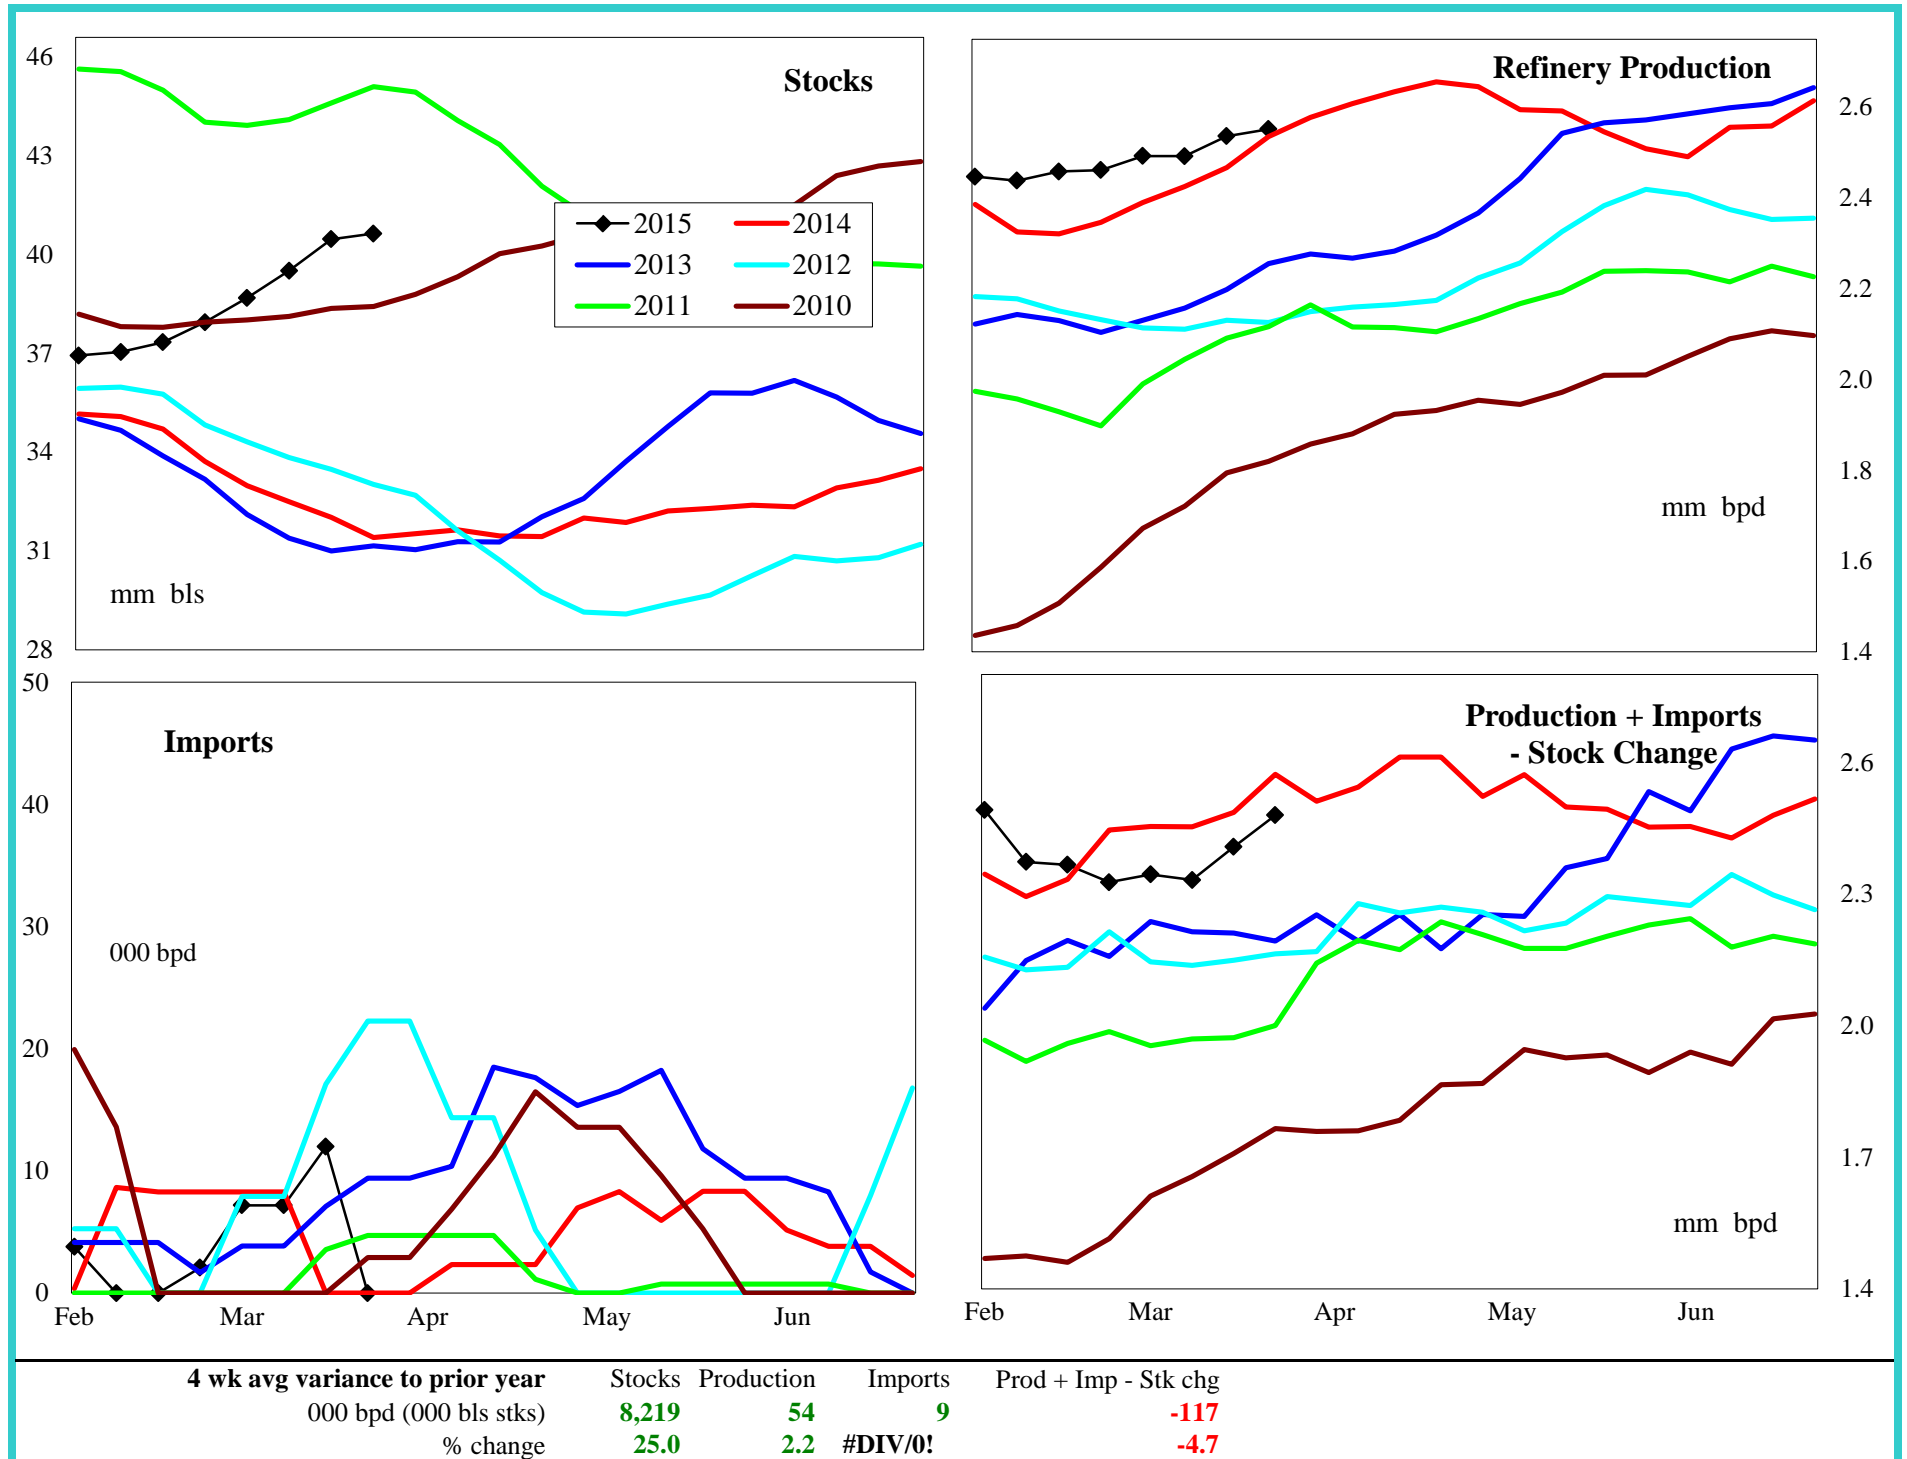 Stocks
46
43
40
37
34
31
28
mm bls
2015 2014
2013 2012
2011 2010
Refinery Production
2.6
2.4
2.2
2.0
1.8
1.6
1.4
mm bpd
Imports
50
40
30
20
10
0
000 bpd
Feb Mar Apr May Jun
Production + Imports
- Stock Change
2.6
2.3
2.0
1.7
1.4
mm bpd
Feb Mar Apr May Jun
4 wk avg variance to prior year Stocks Production Imports Prod + Imp - Stk chg
000 bpd (000 bls stks) 8,219 54 9 -117
% change 25.0 2.2 #DIV/0! -4.7